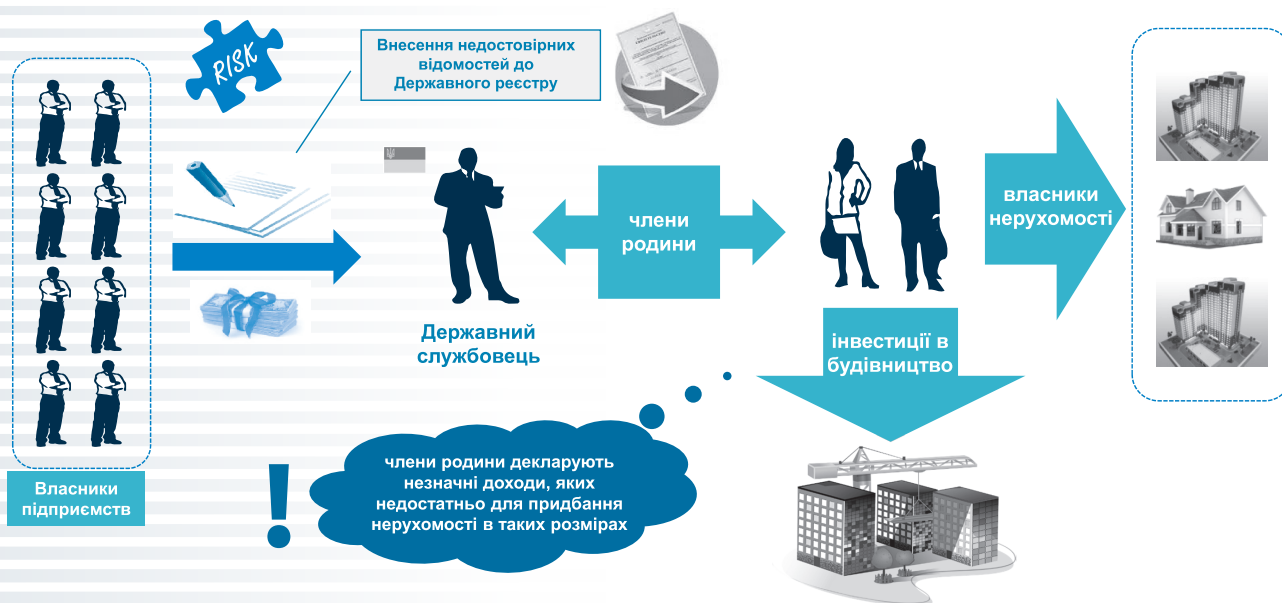 RISK
Внесення недостовірних
відомостей до
Державного реєстру
члени
родини
власники
нерухомості
Державний
службовець
інвестиції в
будівництво
члени родини декларують
незначні доходи, яких
недостатньо для придбання
нерухомості в таких розмірах
!
Власники
підприємств